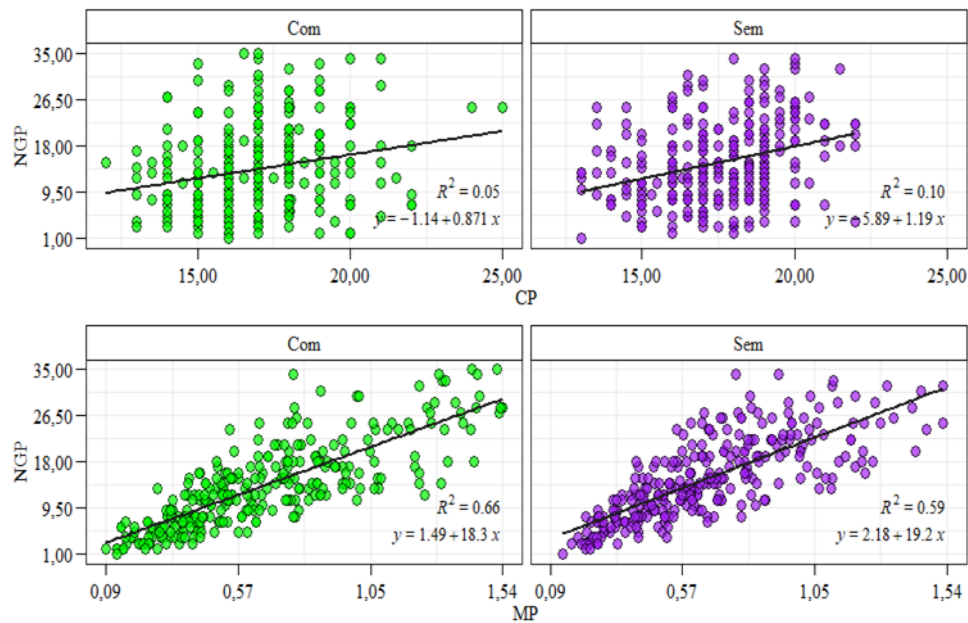 Com Sem
NGP
35,00
26,50
18,00
9,50
1,00
R² = 0.05
y = −1.14 + 0.871 x
R² = 0.10
y = −5.89 + 1.19 x
15,00 20,00 25,00 15,00 20,00 25,00
CP
Com Sem
NGP
35,00
26,50
18,00
9,50
1,00
R² = 0.66
y = 1.49 + 18.3 x
R² = 0.59
y = 2.18 + 19.2 x
0,09 0,57 1,05 1,54 0,09 0,57 1,05 1,54
MP